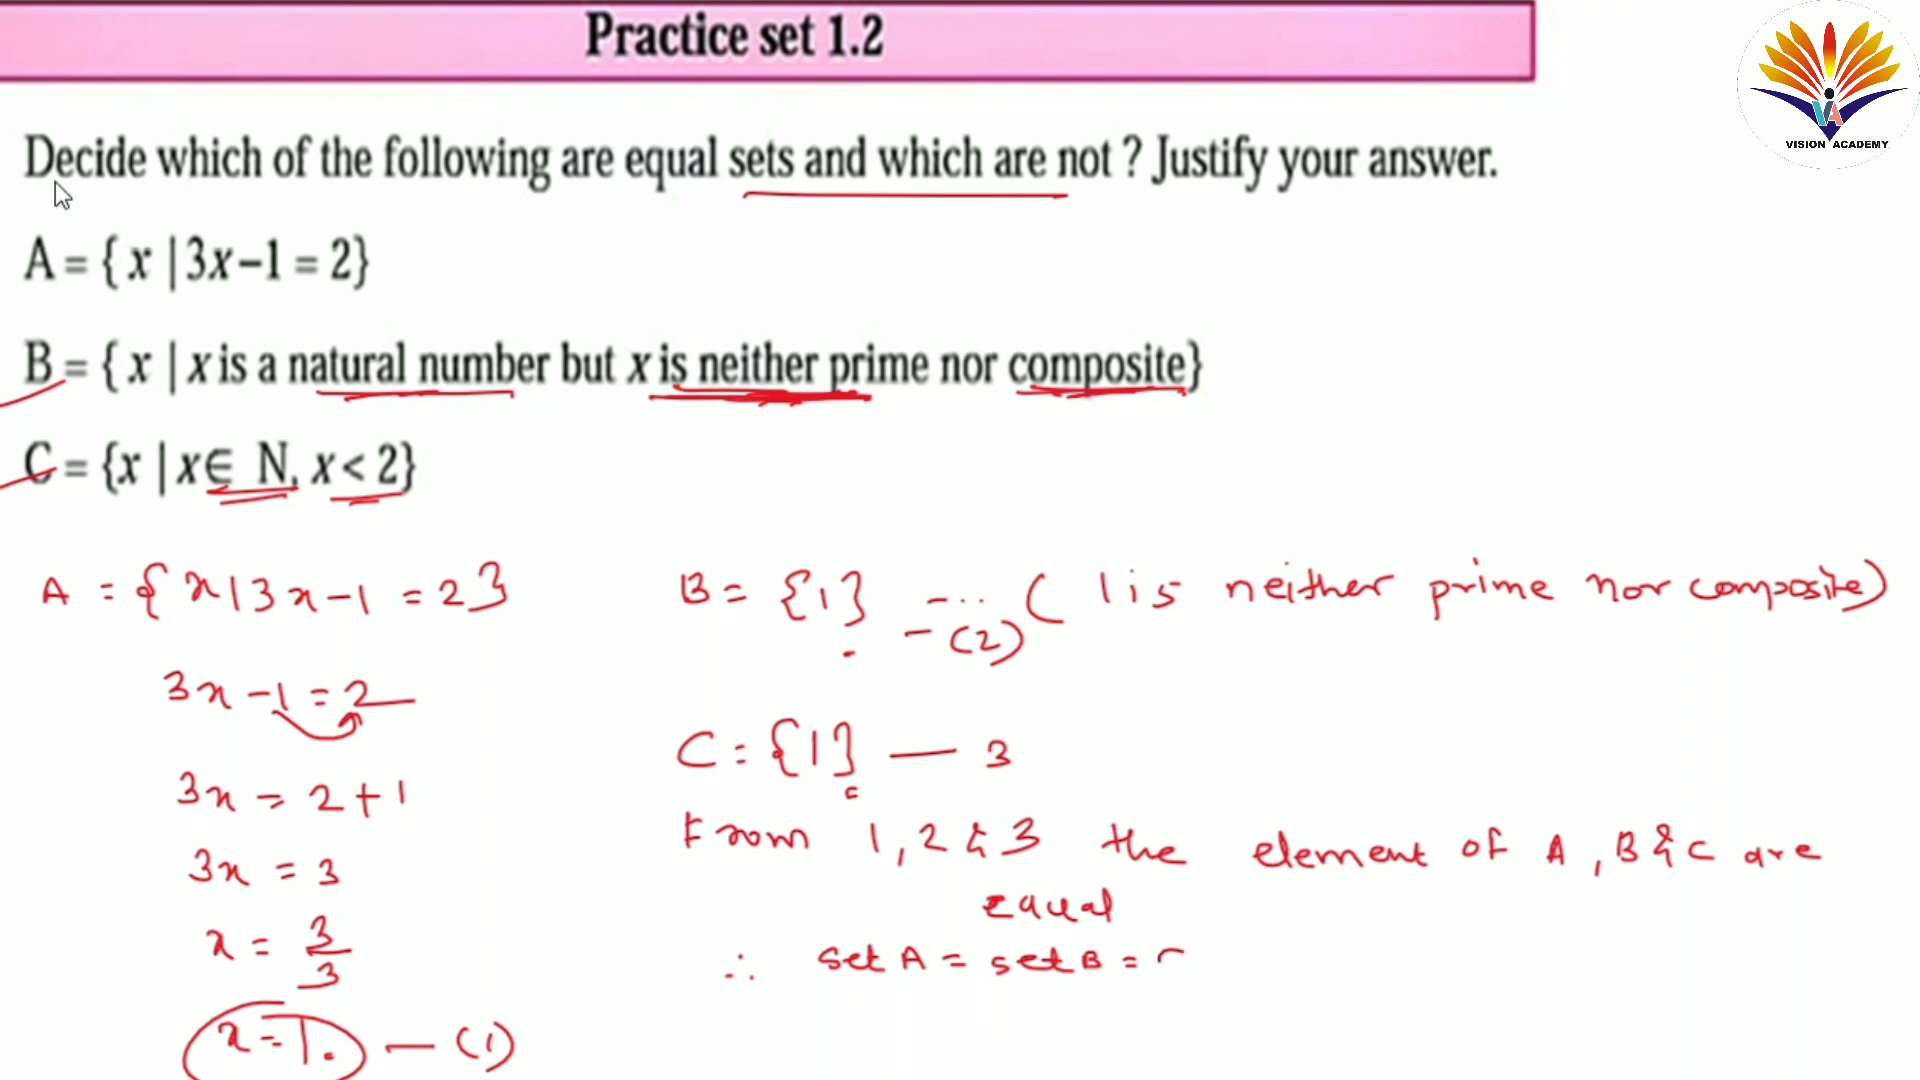 Practice set 1.2
VISION ACADEMY
Decide which of the following are equal sets and which are not ? Justify your answer.
A = { x | 3x−1 = 2}
B = { x | x is a natural number but x is neither prime nor composite}
C = {x | x∈ N, x < 2}
A = { x | 3x - 1 = 2 }
3x - 1 = 2
3x = 2 + 1
3x = 3
x = 3/3
x = 1. — (1)
B = {1} -... ( 1 is neither prime nor composite)
— (2)
C = {1} — 3
From 1, 2 & 3 the element of A, B & C are
equal
∴ set A = set B =